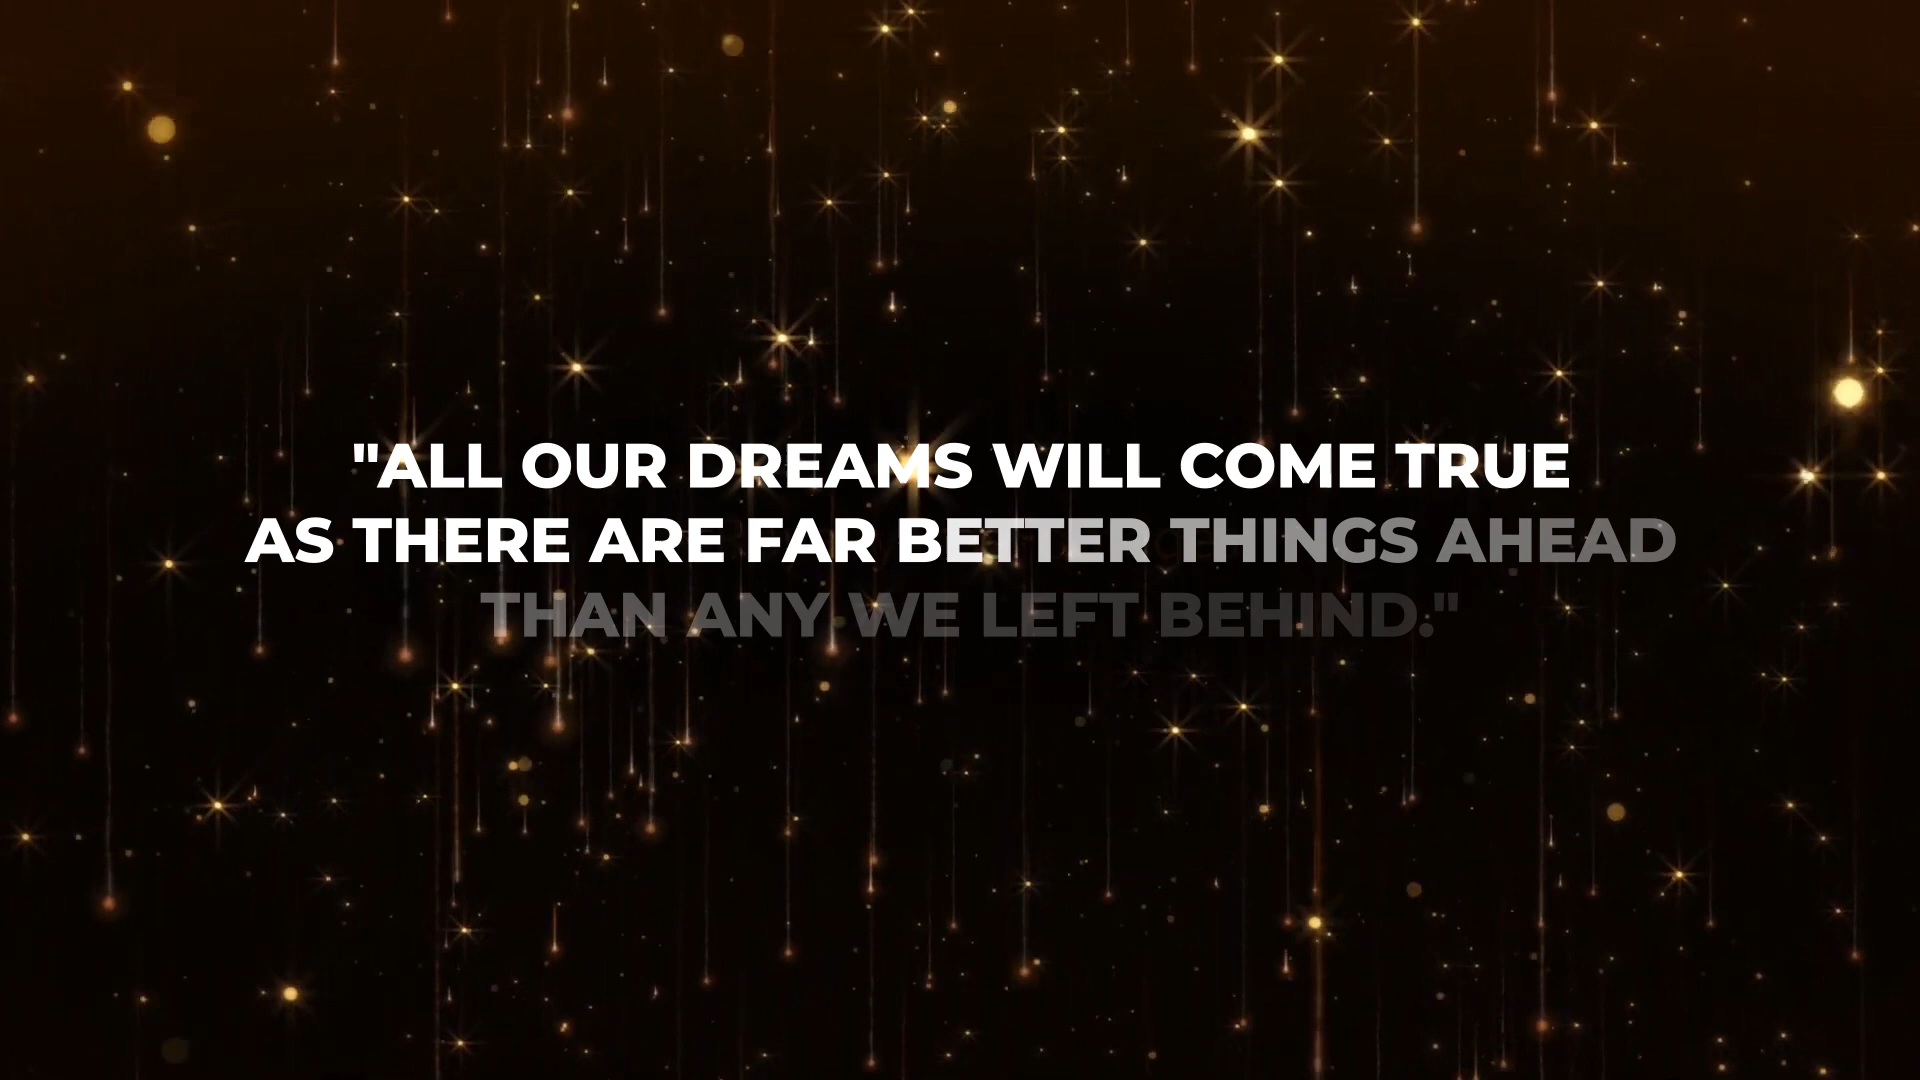 "ALL OUR DREAMS WILL COME TRUE
AS THERE ARE FAR BETTER THINGS AHEAD
THAN ANY WE LEFT BEHIND."